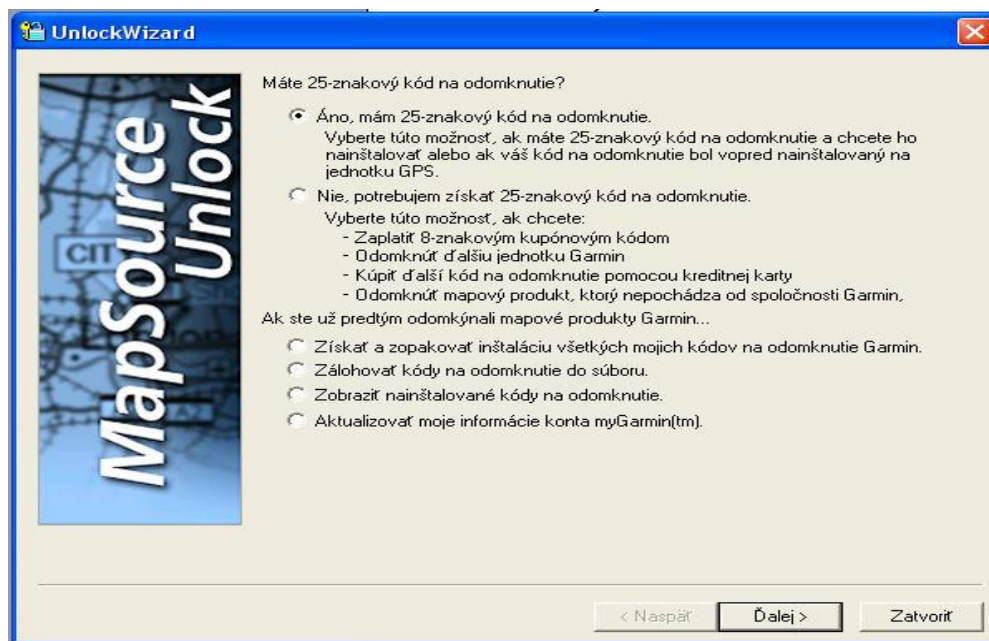 UnlockWizard
MapSource
Unlock
CIT
Máte 25-znakový kód na odomknutie?
Áno, mám 25-znakový kód na odomknutie.
Vyberte túto možnosť, ak máte 25-znakový kód na odomknutie a chcete ho
nainštalovať alebo ak váš kód na odomknutie bol vopred nainštalovaný na
jednotku GPS.
Nie, potrebujem získať 25-znakový kód na odomknutie.
Vyberte túto možnosť, ak chcete:
- Zaplatiť 8-znakovým kupónovým kódom
- Odomknúť ďalšiu jednotku Garmin
- Kúpiť ďalší kód na odomknutie pomocou kreditnej karty
- Odomknúť mapový produkt, ktorý nepochádza od spoločnosti Garmin,
Ak ste už predtým odomkýnali mapové produkty Garmin...
Získať a zopakovať inštaláciu všetkých mojich kódov na odomknutie Garmin.
Zálohovať kódy na odomknutie do súboru.
Zobraziť nainštalované kódy na odomknutie.
Aktualizovať moje informácie konta myGarmin(tm).
< Naspäť
Ďalej >
Zatvoriť